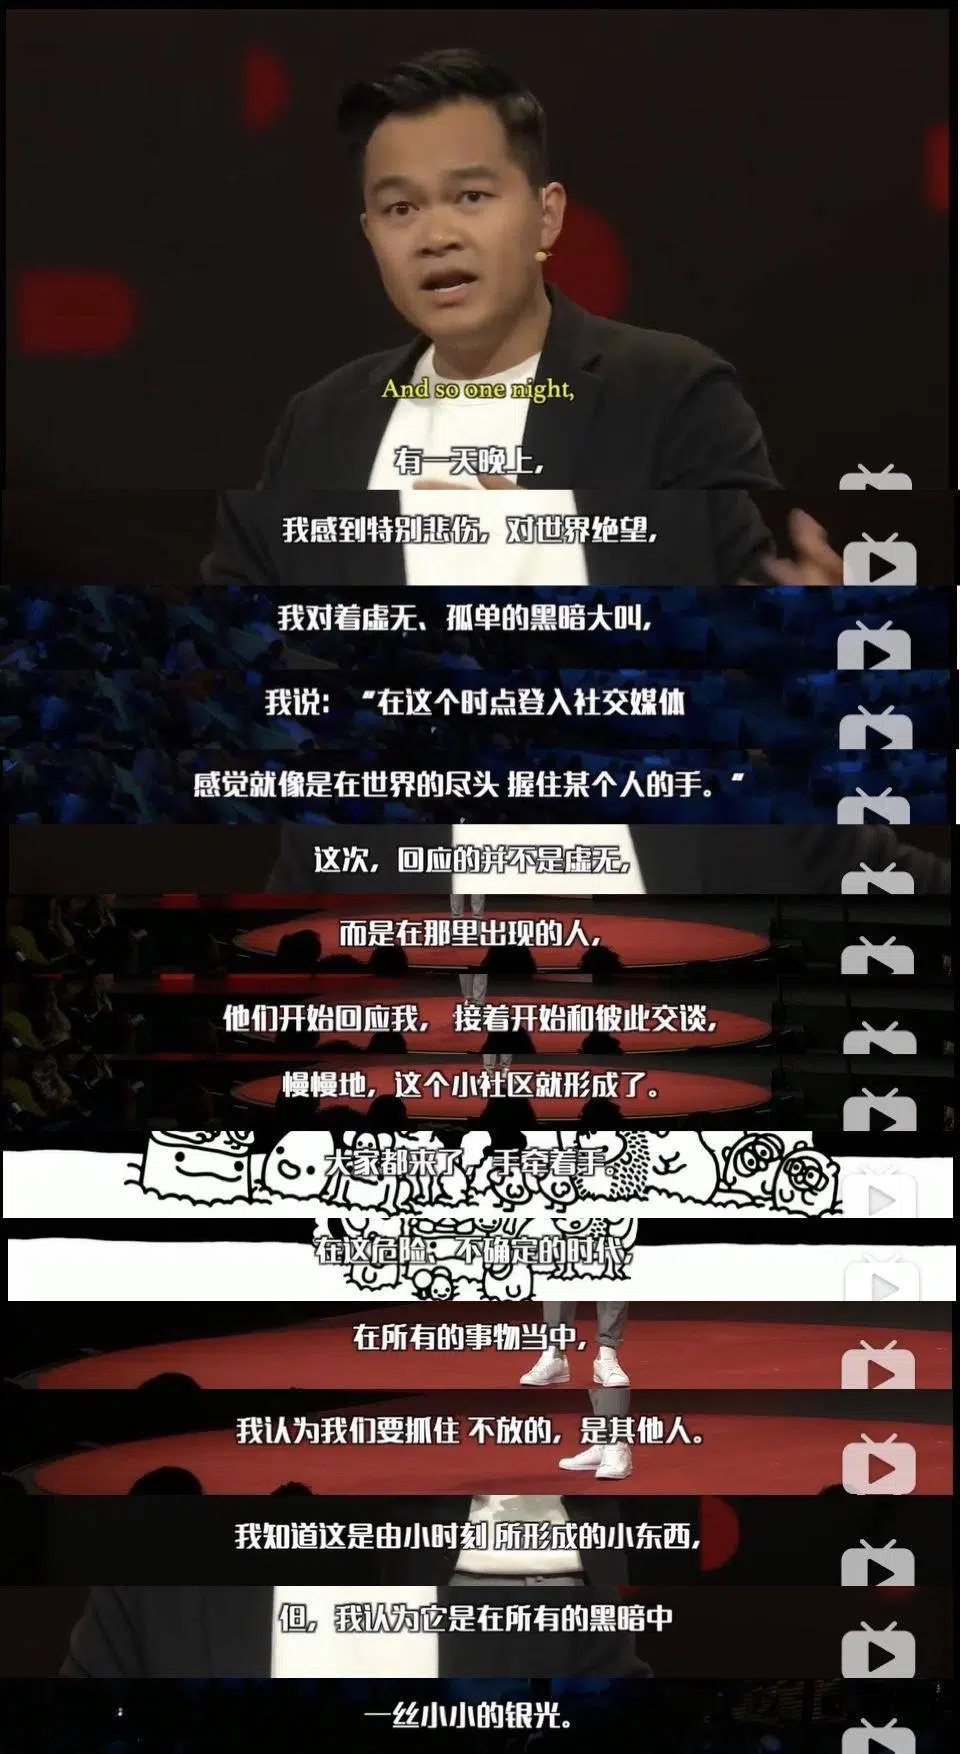 And so one night,
有一天晚上，
我感到特别悲伤，对世界绝望，
我对着虚无、孤单的黑暗大叫，
我说：“在这个时点登入社交媒体
感觉就像是在世界的尽头 握住某个人的手。”
这次，回应的并不是虚无，
而是在那里出现的人，
他们开始回应我， 接着开始和彼此交谈，
慢慢地，这个小社区就形成了。
大家都来了，手牵着手。
在这危险、不确定的时代，
在所有的事物当中，
我认为我们要抓住 不放的，是其他人。
我知道这是由小时刻 所形成的小东西，
但，我认为它是在所有的黑暗中
一丝小小的银光。